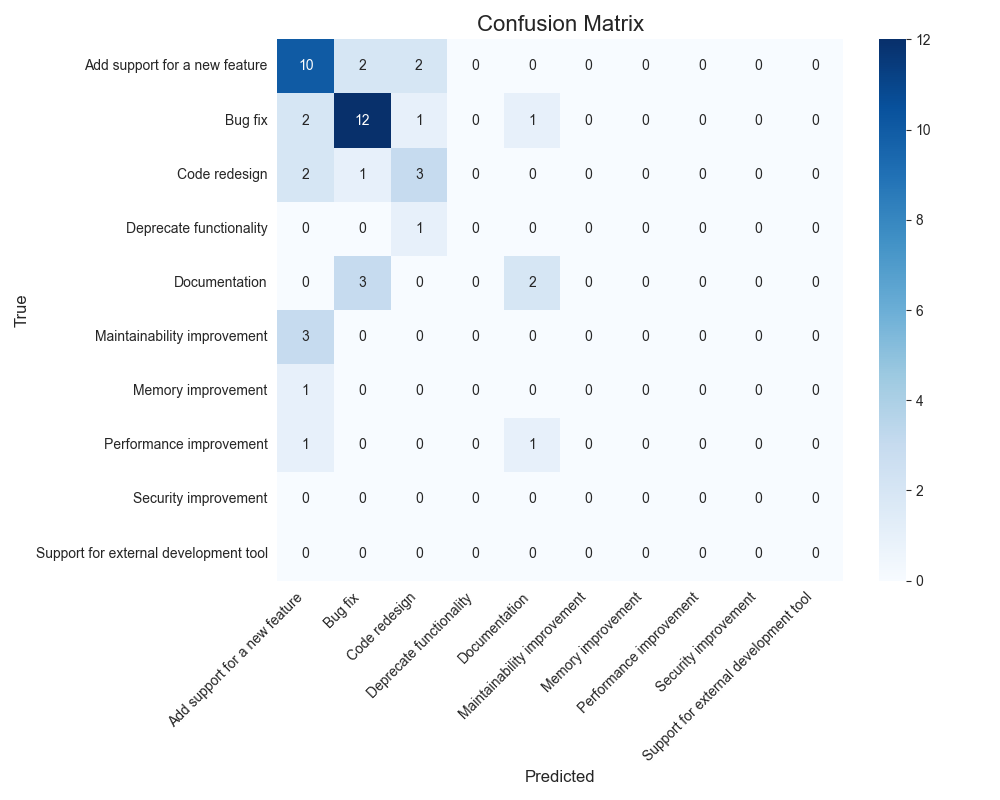 Confusion Matrix
Add support for a new feature 10 2 2 0 0 0 0 0 0 0
Bug fix 2 12 1 0 1 0 0 0 0 0
Code redesign 2 1 3 0 0 0 0 0 0 0
Deprecate functionality 0 0 1 0 0 0 0 0 0 0
Documentation 0 3 0 0 2 0 0 0 0 0
Maintainability improvement 3 0 0 0 0 0 0 0 0 0
Memory improvement 1 0 0 0 0 0 0 0 0 0
Performance improvement 1 0 0 0 1 0 0 0 0 0
Security improvement 0 0 0 0 0 0 0 0 0 0
Support for external development tool 0 0 0 0 0 0 0 0 0 0
True
Add support for a new feature
Bug fix
Code redesign
Deprecate functionality
Documentation
Maintainability improvement
Memory improvement
Performance improvement
Security improvement
Support for external development tool
Predicted
12
10
8
6
4
2
0